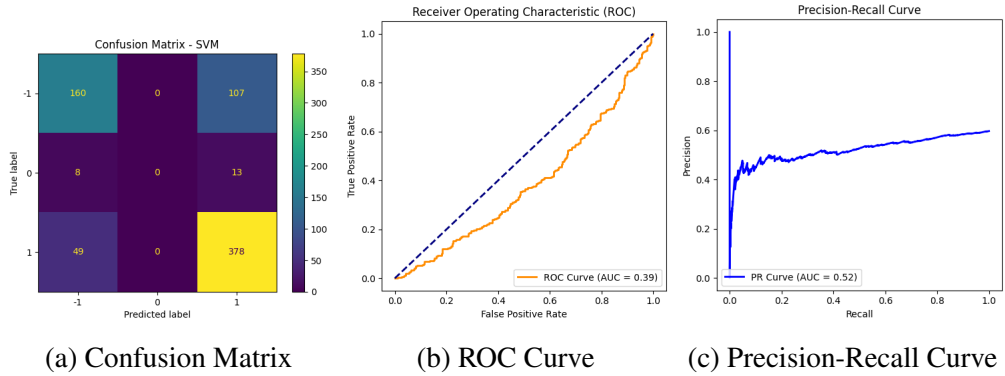 Confusion Matrix - SVM
True label
-1
0
1
160 0 107
8 0 13
49 0 378
-1 0 1
Predicted label
350
300
250
200
150
100
50
0
(a) Confusion Matrix
Receiver Operating Characteristic (ROC)
True Positive Rate
1.0
0.8
0.6
0.4
0.2
0.0
ROC Curve (AUC = 0.39)
0.0 0.2 0.4 0.6 0.8 1.0
False Positive Rate
(b) ROC Curve
Precision-Recall Curve
Precision
1.0
0.8
0.6
0.4
0.2
0.0
PR Curve (AUC = 0.52)
0.0 0.2 0.4 0.6 0.8 1.0
Recall
(c) Precision-Recall Curve